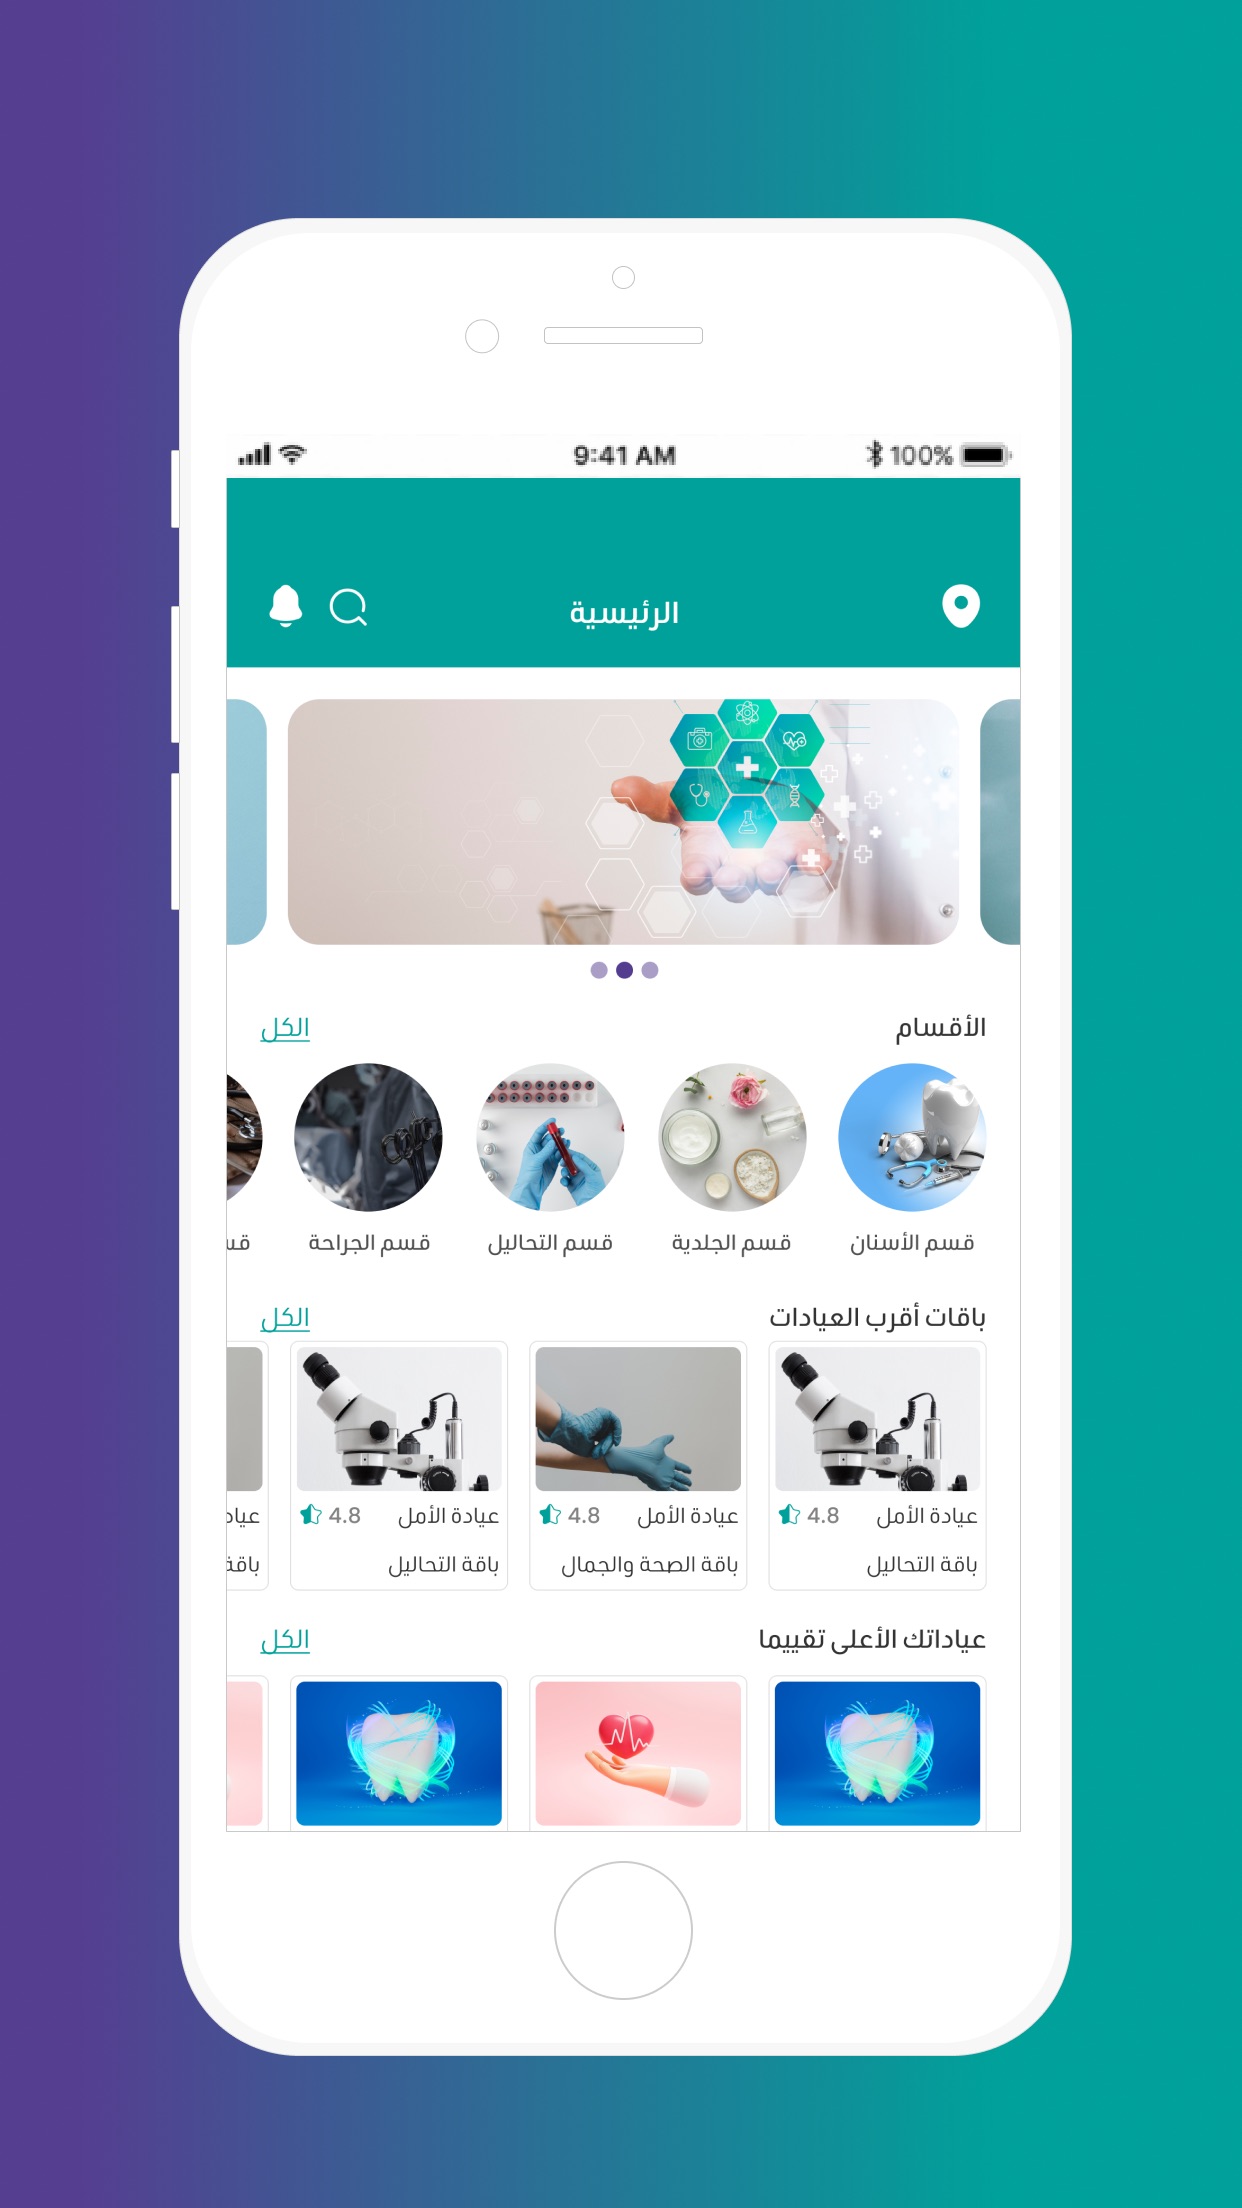 9:41 AM
100%
الرئيسية
الأقسام
الكل
قسم الأسنان
قسم الجلدية
قسم التحاليل
قسم الجراحة
باقات أقرب العيادات
الكل
عيادة الأمل 4.8
عيادة الأمل 4.8
عيادة الأمل 4.8
باقة التحاليل
باقة الصحة والجمال
باقة التحاليل
عياداتك الأعلى تقييما
الكل